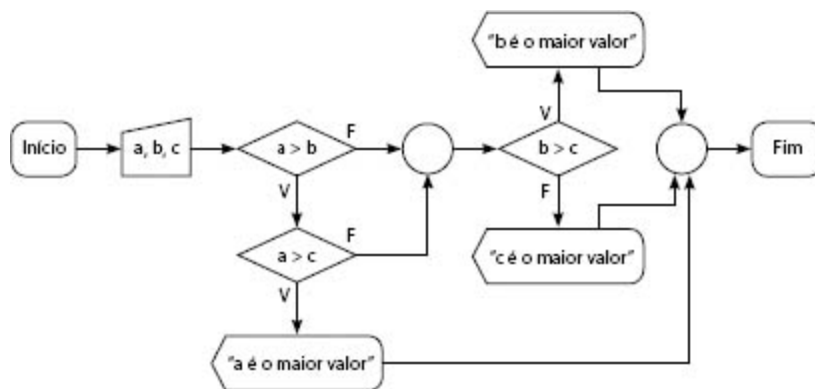 Início
a, b, c
a > b
F
V
a > c
F
V
"a é o maior valor"
b > c
V
"b é o maior valor"
F
"c é o maior valor"
Fim